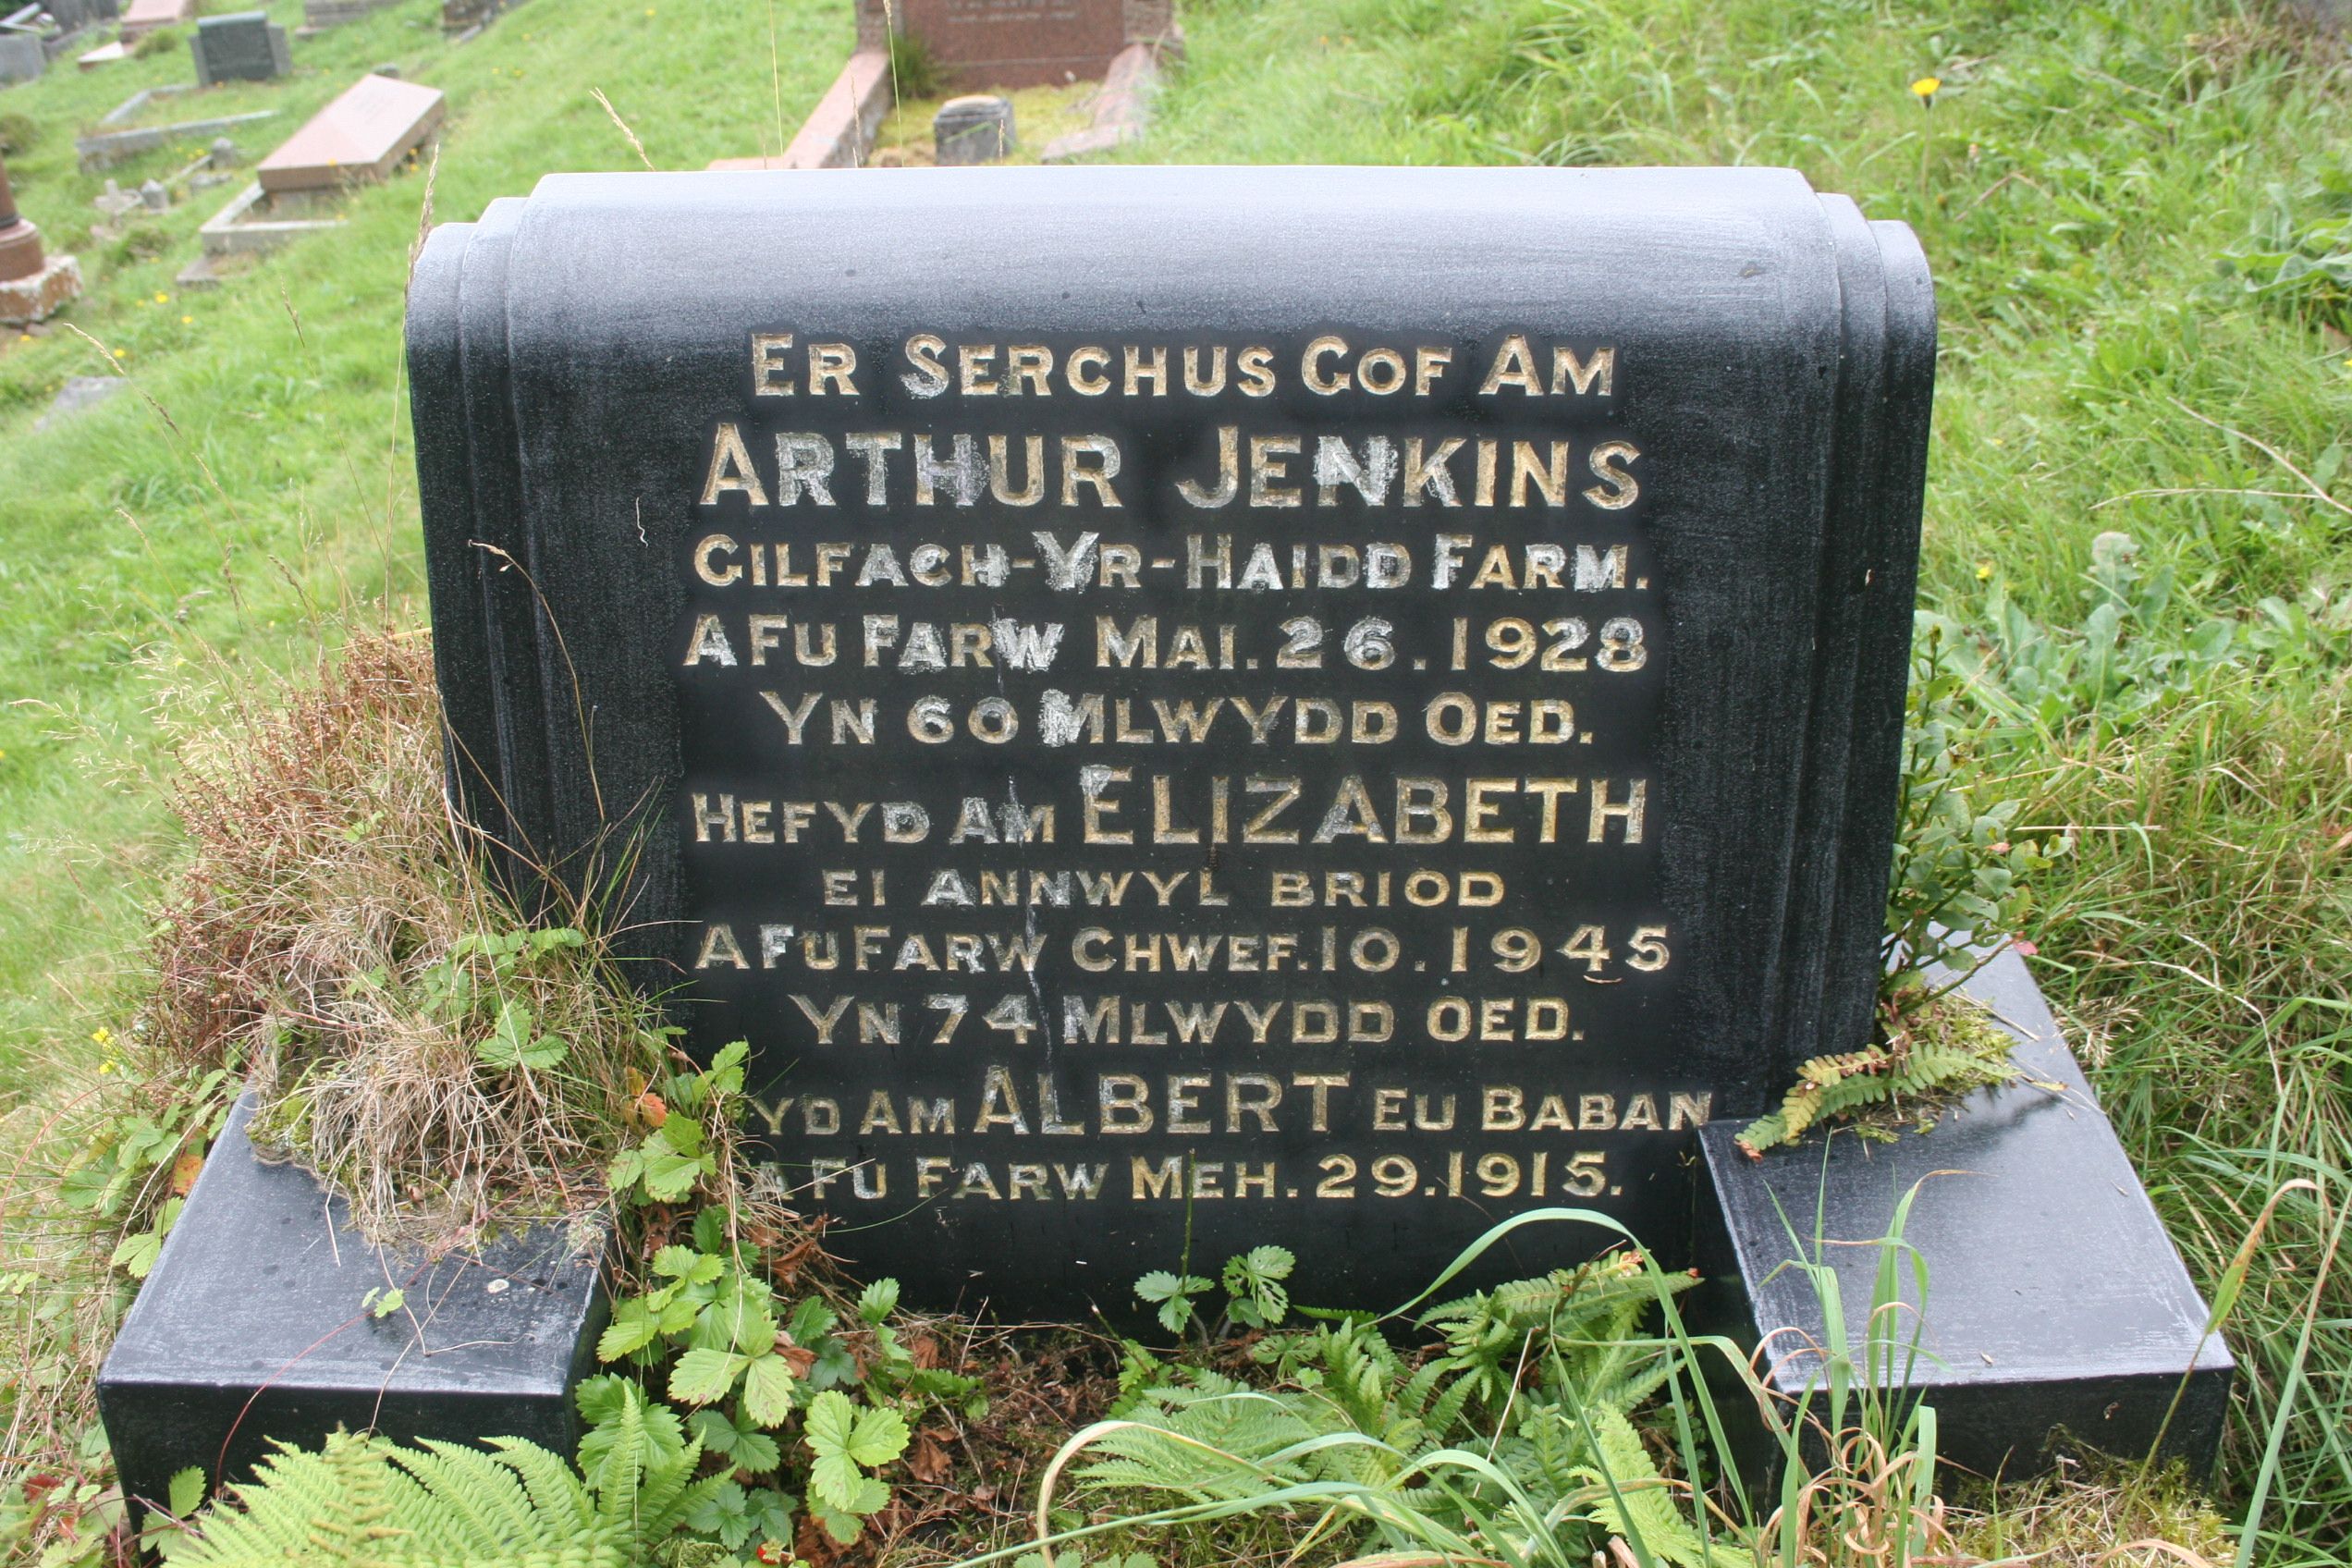 ER SERCHUS GOF AM
ARTHUR JENKINS
GILFACH-YR-HAIDD FARM.
A FU FARW MAI. 26. 1928
YN 60 MLWYDD OED.
HEFYD AM ELIZABETH
EI ANNWYL BRIOD
A FU FARW CHWEF. 10. 1945
YN 74 MLWYDD OED.
YD AM ALBERT EU BABAN
A FU FARW MEH. 29. 1915.